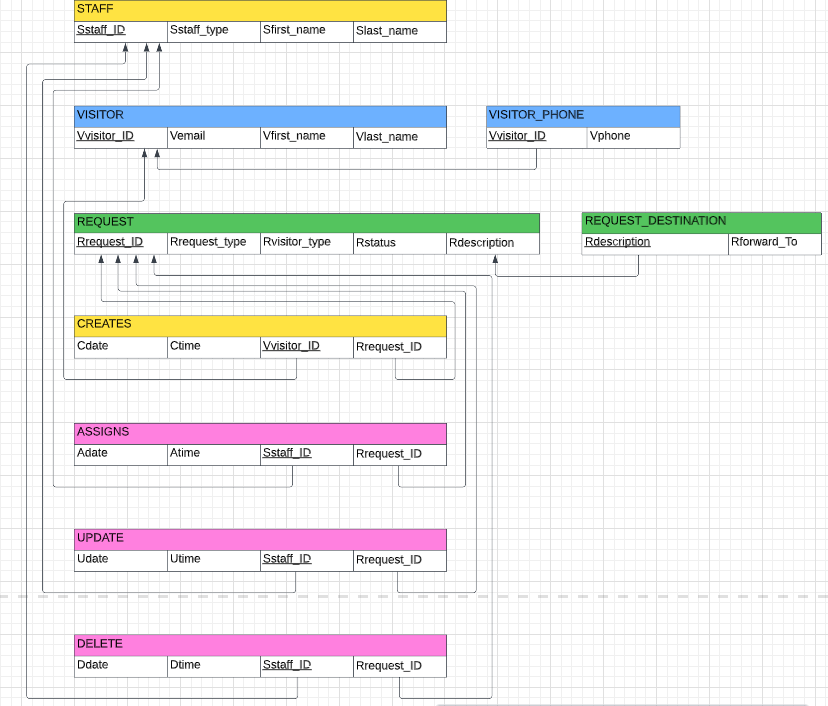 STAFF
Sstaff_ID Sstaff_type Sfirst_name Slast_name
VISITOR
Vvisitor_ID Vemail Vfirst_name Vlast_name
VISITOR_PHONE
Vvisitor_ID Vphone
REQUEST
Rrequest_ID Rrequest_type Rvisitor_type Rstatus Rdescription
REQUEST_DESTINATION
Rdescription Rforward_To
CREATES
Cdate Ctime Vvisitor_ID Rrequest_ID
ASSIGNS
Adate Atime Sstaff_ID Rrequest_ID
UPDATE
Udate Utime Sstaff_ID Rrequest_ID
DELETE
Ddate Dtime Sstaff_ID Rrequest_ID